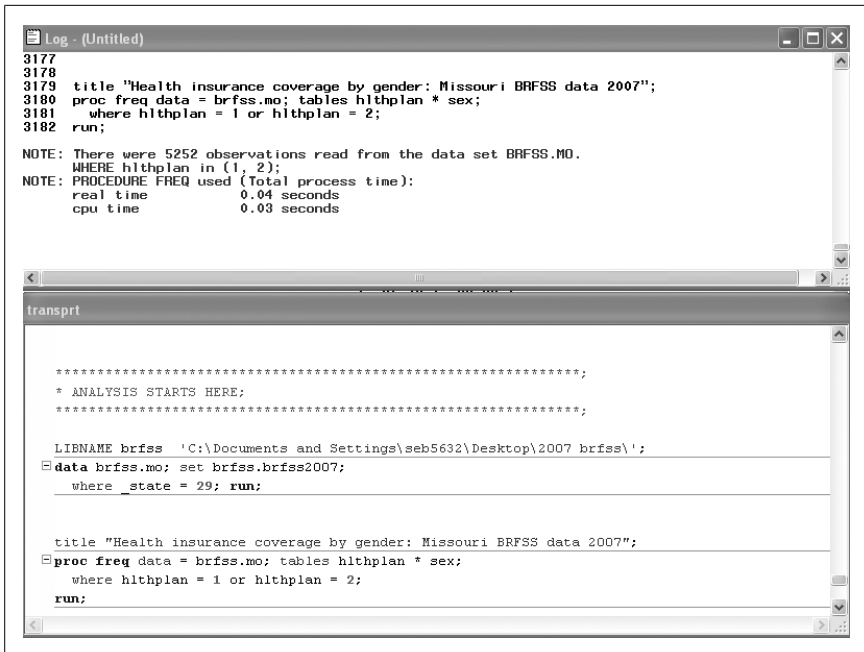 Log - (Untitled)
3177
3178
3179 title "Health insurance coverage by gender: Missouri BRFSS data 2007";
3180 proc freq data = brfss.mo; tables hlthplan * sex;
3181 where hlthplan = 1 or hlthplan = 2;
3182 run;
NOTE: There were 5252 observations read from the data set BRFSS.MO.
WHERE hlthplan in (1, 2);
NOTE: PROCEDURE FREQ used (Total process time):
real time 0.04 seconds
cpu time 0.03 seconds
transprt
***************************************************************;
* ANALYSIS STARTS HERE;
***************************************************************;
LIBNAME brfss 'C:\Documents and Settings\seb5632\Desktop\2007 brfss\';
data brfss.mo; set brfss.brfss2007;
where _state = 29; run;
title "Health insurance coverage by gender: Missouri BRFSS data 2007";
proc freq data = brfss.mo; tables hlthplan * sex;
where hlthplan = 1 or hlthplan = 2;
run;